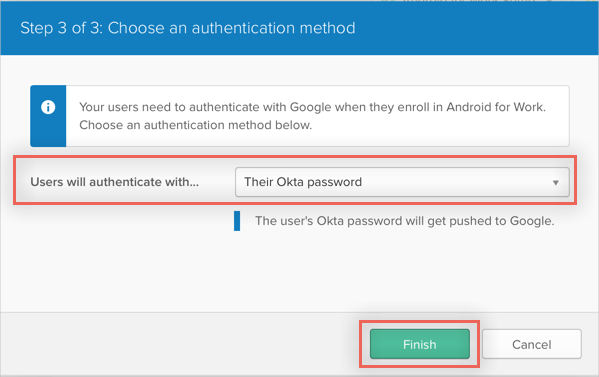 Step 3 of 3: Choose an authentication method
Your users need to authenticate with Google when they enroll in Android for Work.
Choose an authentication method below.
Users will authenticate with... Their Okta password
The user's Okta password will get pushed to Google.
Finish Cancel